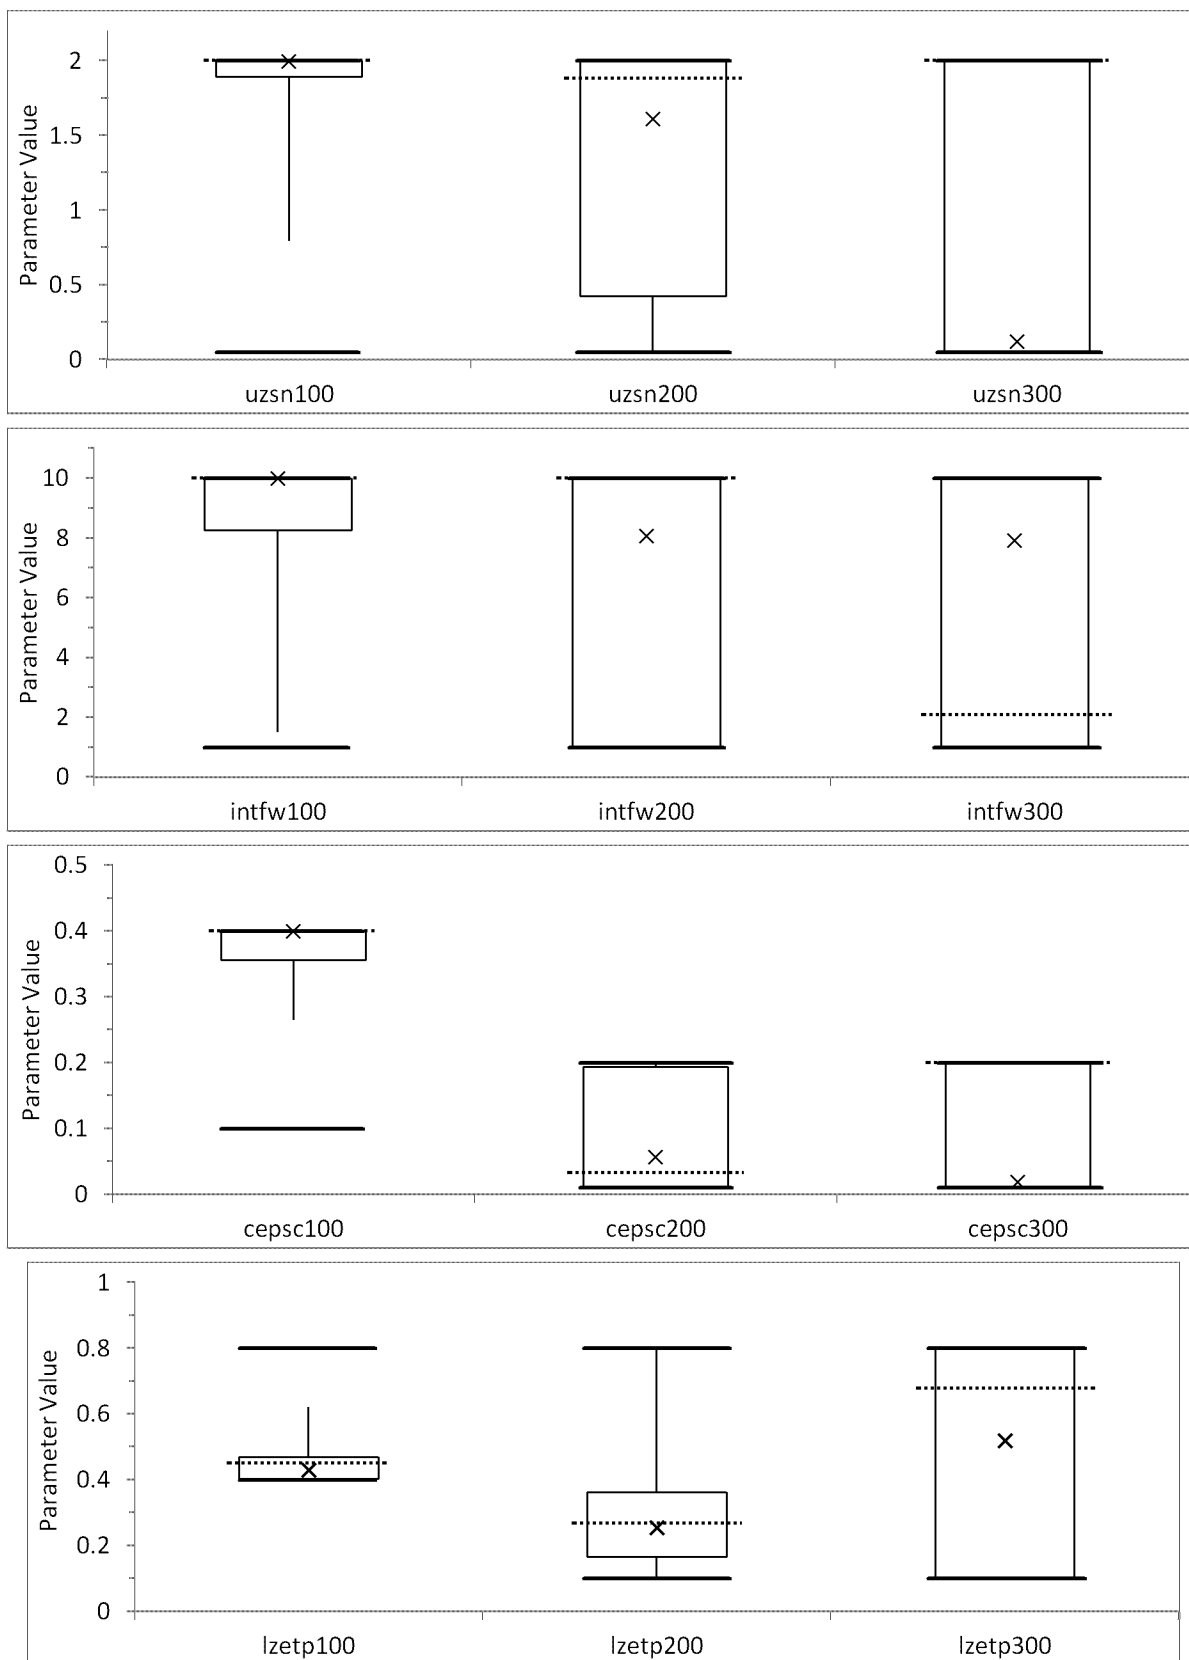 Parameter Value
2
1.5
1
0.5
0
uzsn100 uzsn200 uzsn300
Parameter Value
10
8
6
4
2
0
intfw100 intfw200 intfw300
Parameter Value
0.5
0.4
0.3
0.2
0.1
0
cepsc100 cepsc200 cepsc300
Parameter Value
1
0.8
0.6
0.4
0.2
0
lzetp100 lzetp200 lzetp300